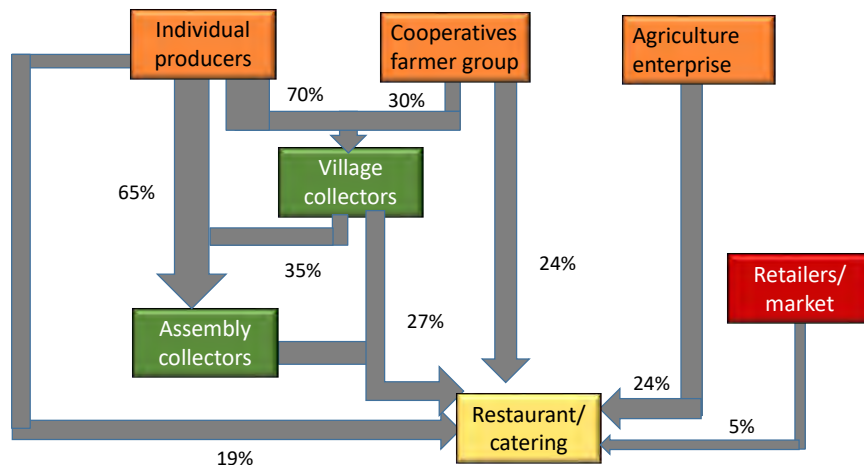 Individual
producers
Cooperatives
farmer group
Agriculture
enterprise
70%
30%
Village
collectors
65%
35%
24%
Retailers/
market
Assembly
collectors
27%
24%
Restaurant/
catering
5%
19%